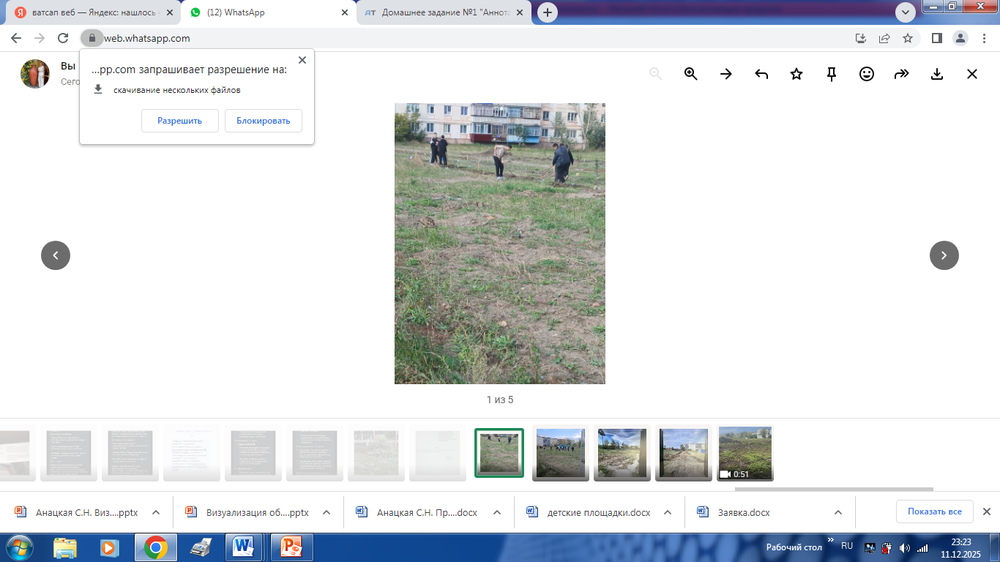 ватсап веб — Яндекс: нашлось
(12) WhatsApp
Домашнее задание №1 "Аннота
web.whatsapp.com
...pp.com запрашивает разрешение на:
скачивание нескольких файлов
Разрешить
Блокировать
Вы
Сего
1 из 5
0:51
Анацкая С.Н. Виз....pptx
Визуализация об....pptx
Анацкая С.Н. Пр....docx
детские площадки.docx
Заявка.docx
Показать все
Рабочий стол
RU
23:23
11.12.2025